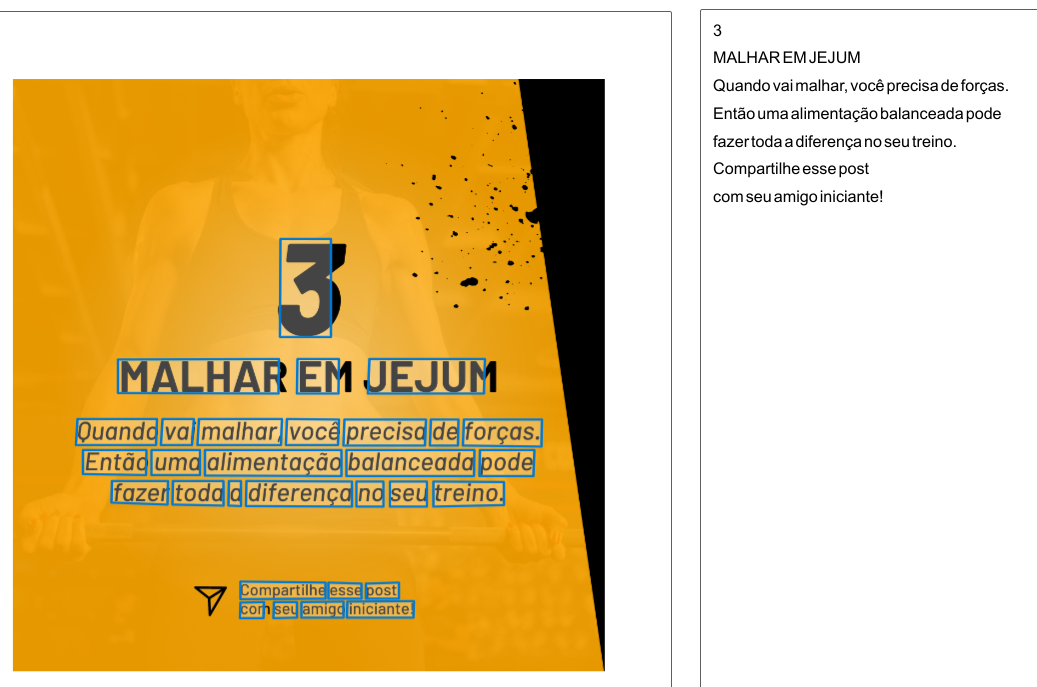 3
MALHAR EM JEJUM
Quando vai malhar, você precisa de forças.
Então uma alimentação balanceada pode
fazer toda a diferença no seu treino.
Compartilhe esse post
com seu amigo iniciante!
3
MALHAR EM JEJUM
Quando vai malhar, você precisa de forças.
Então uma alimentação balanceada pode
fazer toda a diferença no seu treino.
Compartilhe esse post
com seu amigo iniciante!